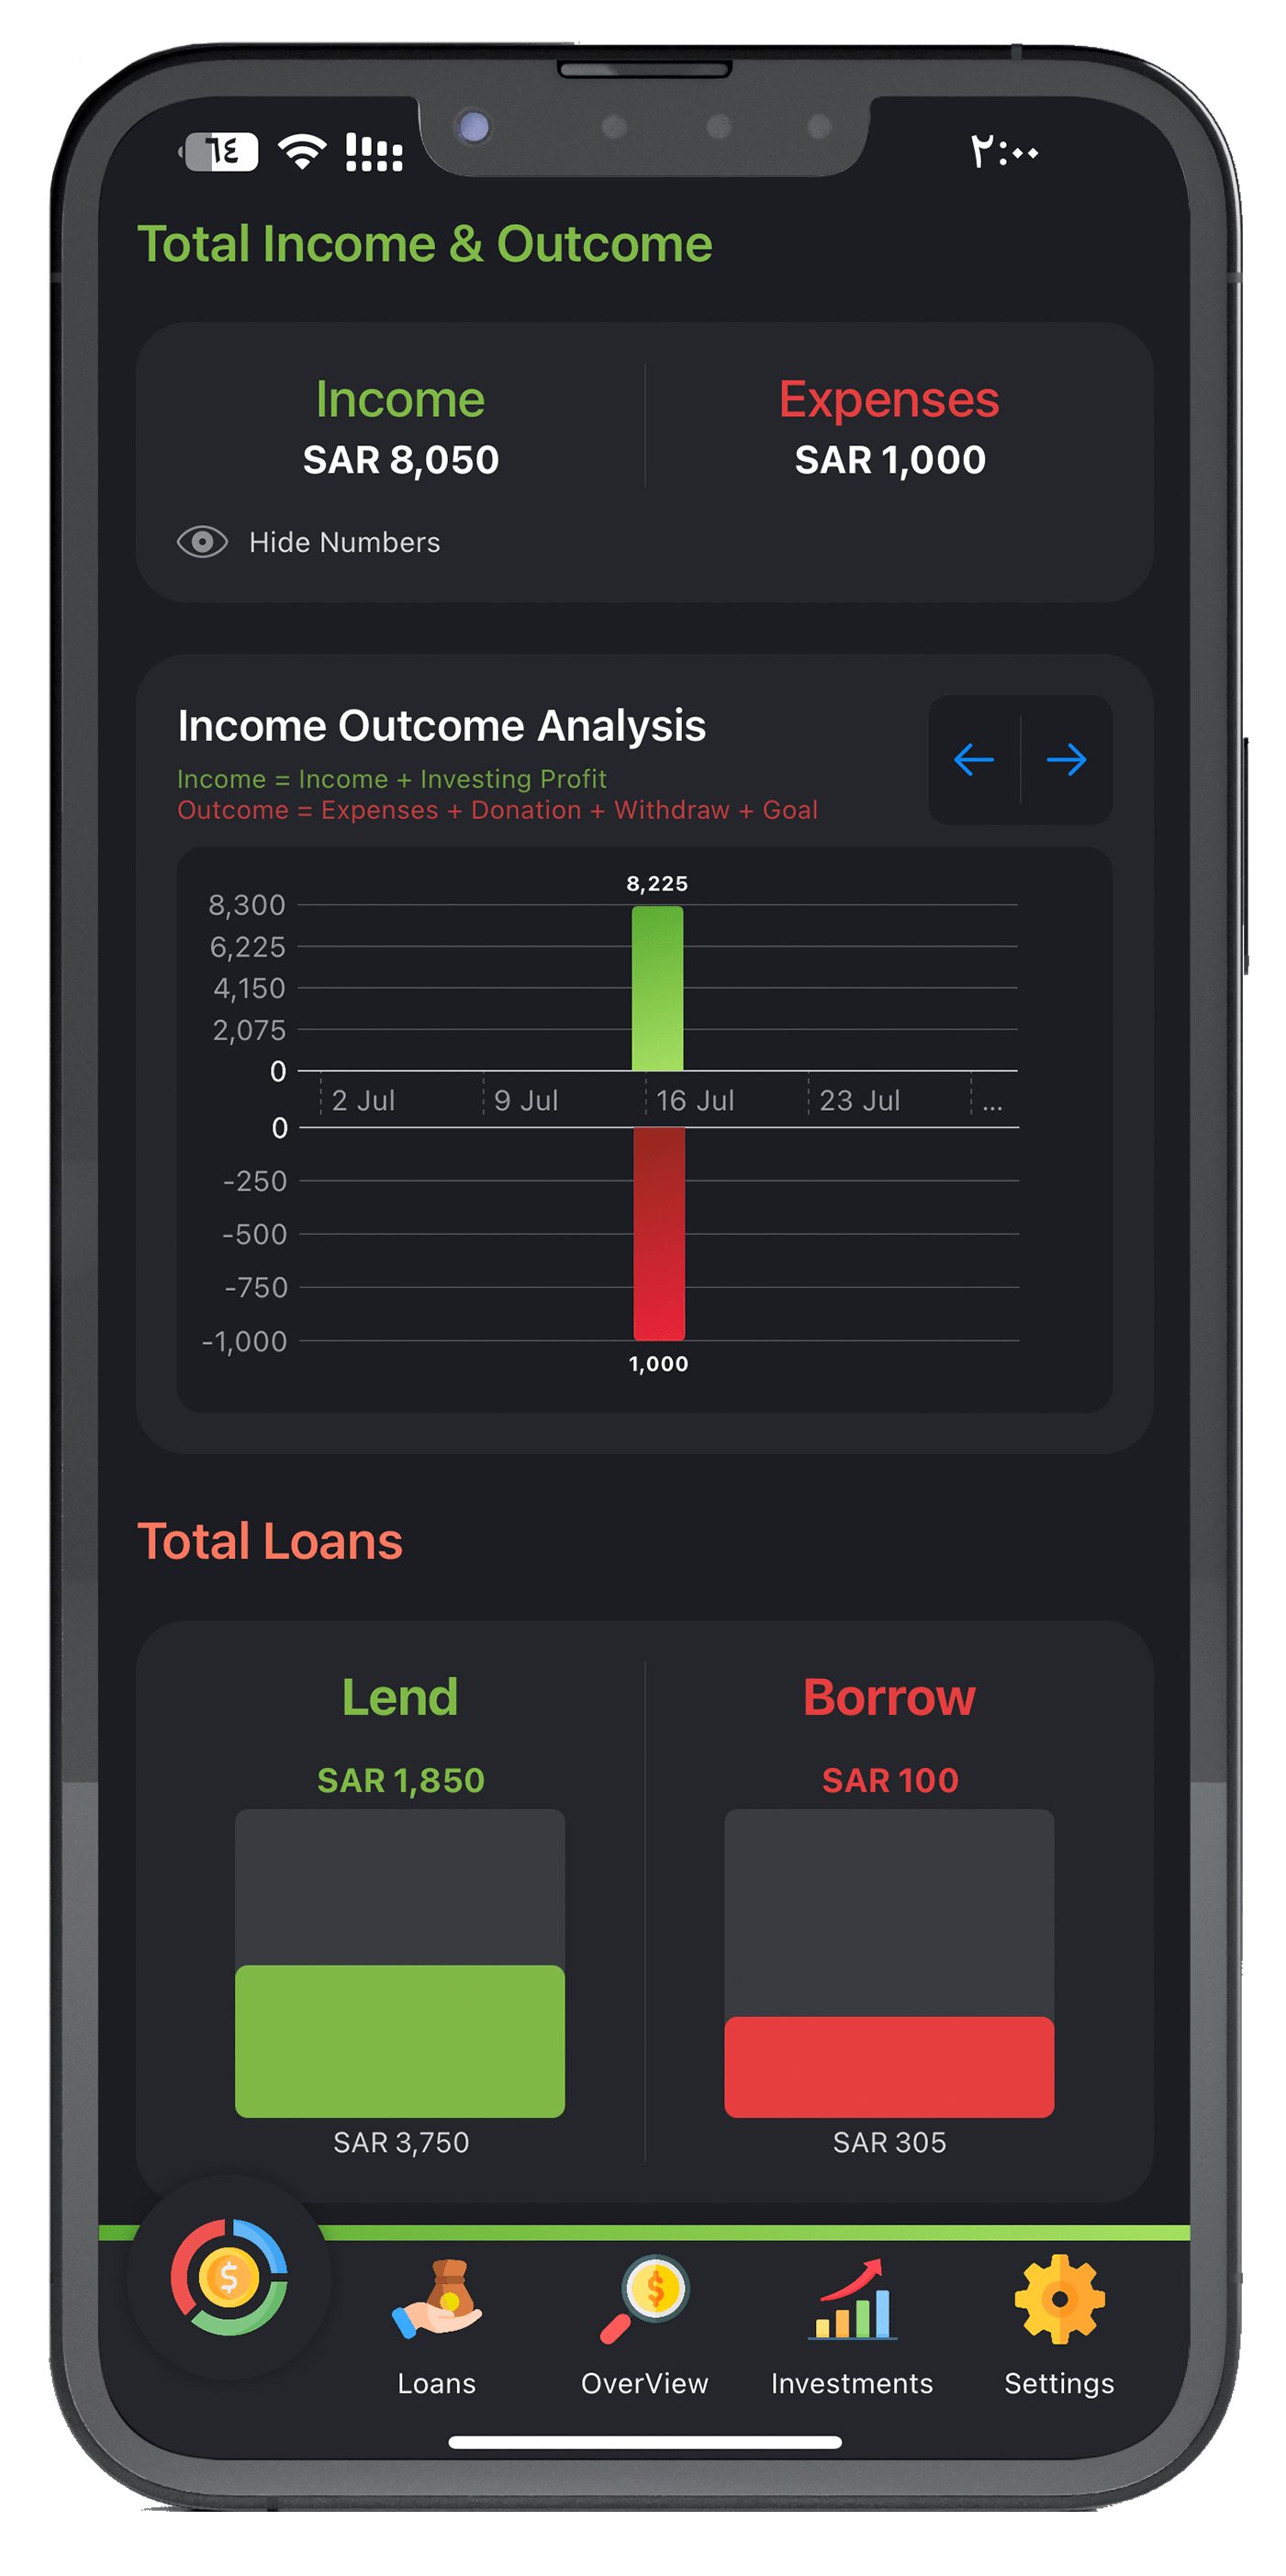 ٦٤
٢:٠٠
Total Income & Outcome
Income
Expenses
SAR 8,050
SAR 1,000
Hide Numbers
Income Outcome Analysis
Income = Income + Investing Profit
Outcome = Expenses + Donation + Withdraw + Goal
8,225
8,300
6,225
4,150
2,075
0
2 Jul
9 Jul
16 Jul
23 Jul
...
0
-250
-500
-750
-1,000
1,000
Total Loans
Lend
Borrow
SAR 1,850
SAR 100
SAR 3,750
SAR 305
Loans
OverView
Investments
Settings